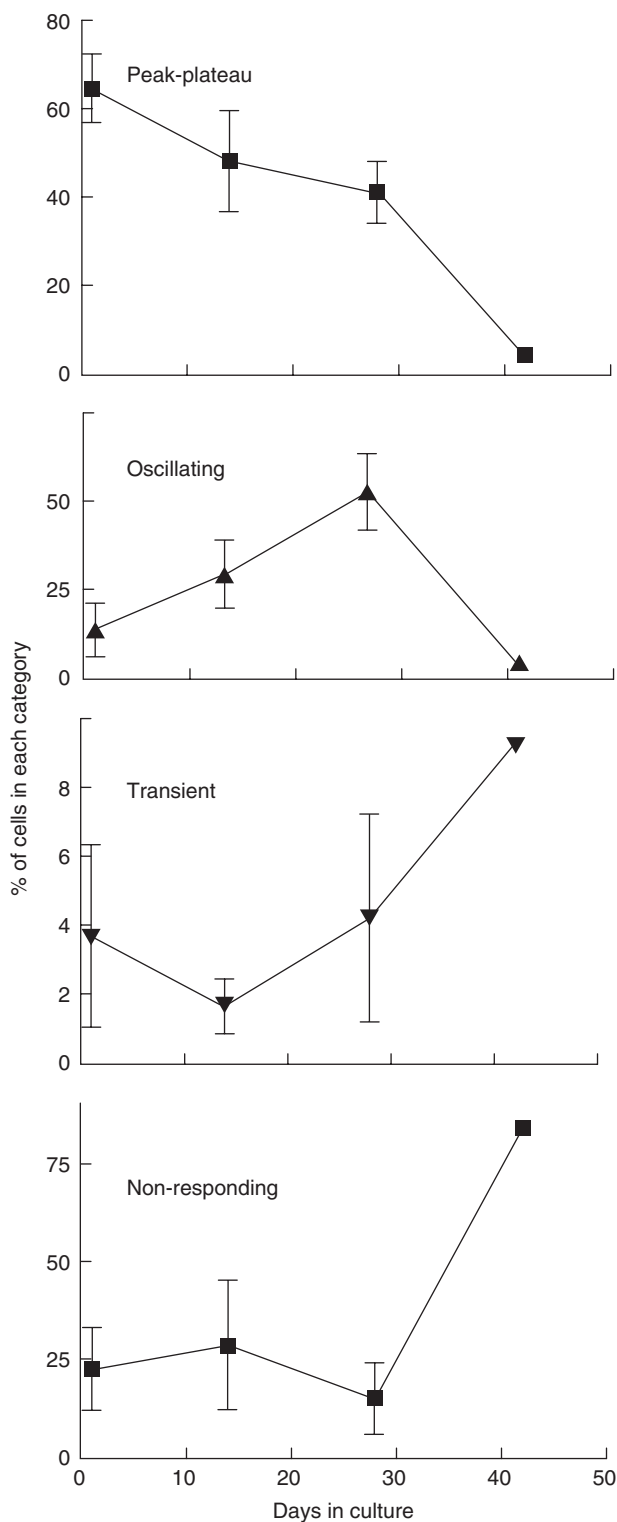 80
Peak-plateau
60
40
20
0
Oscillating
50
25
0
% of cells in each category
Transient
8
6
4
2
0
75
Non-responding
50
25
0
0 10 20 30 40 50
Days in culture